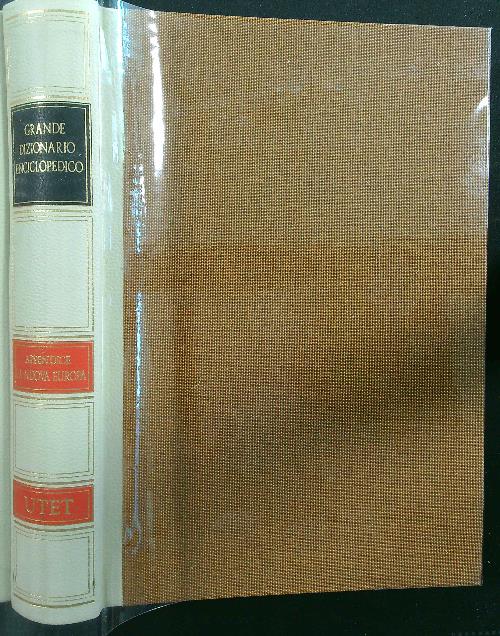 GRANDE
DIZIONARIO
ENCICLOPEDICO
APPENDICE
LA NUOVA EUROPA
UTET